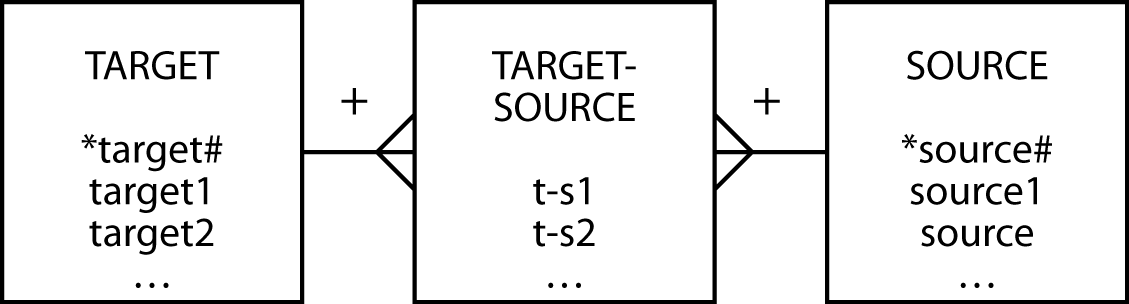 TARGET
*target#
target1
target2
…
+
TARGET-
SOURCE
t-s1
t-s2
…
+
SOURCE
*source#
source1
source
…